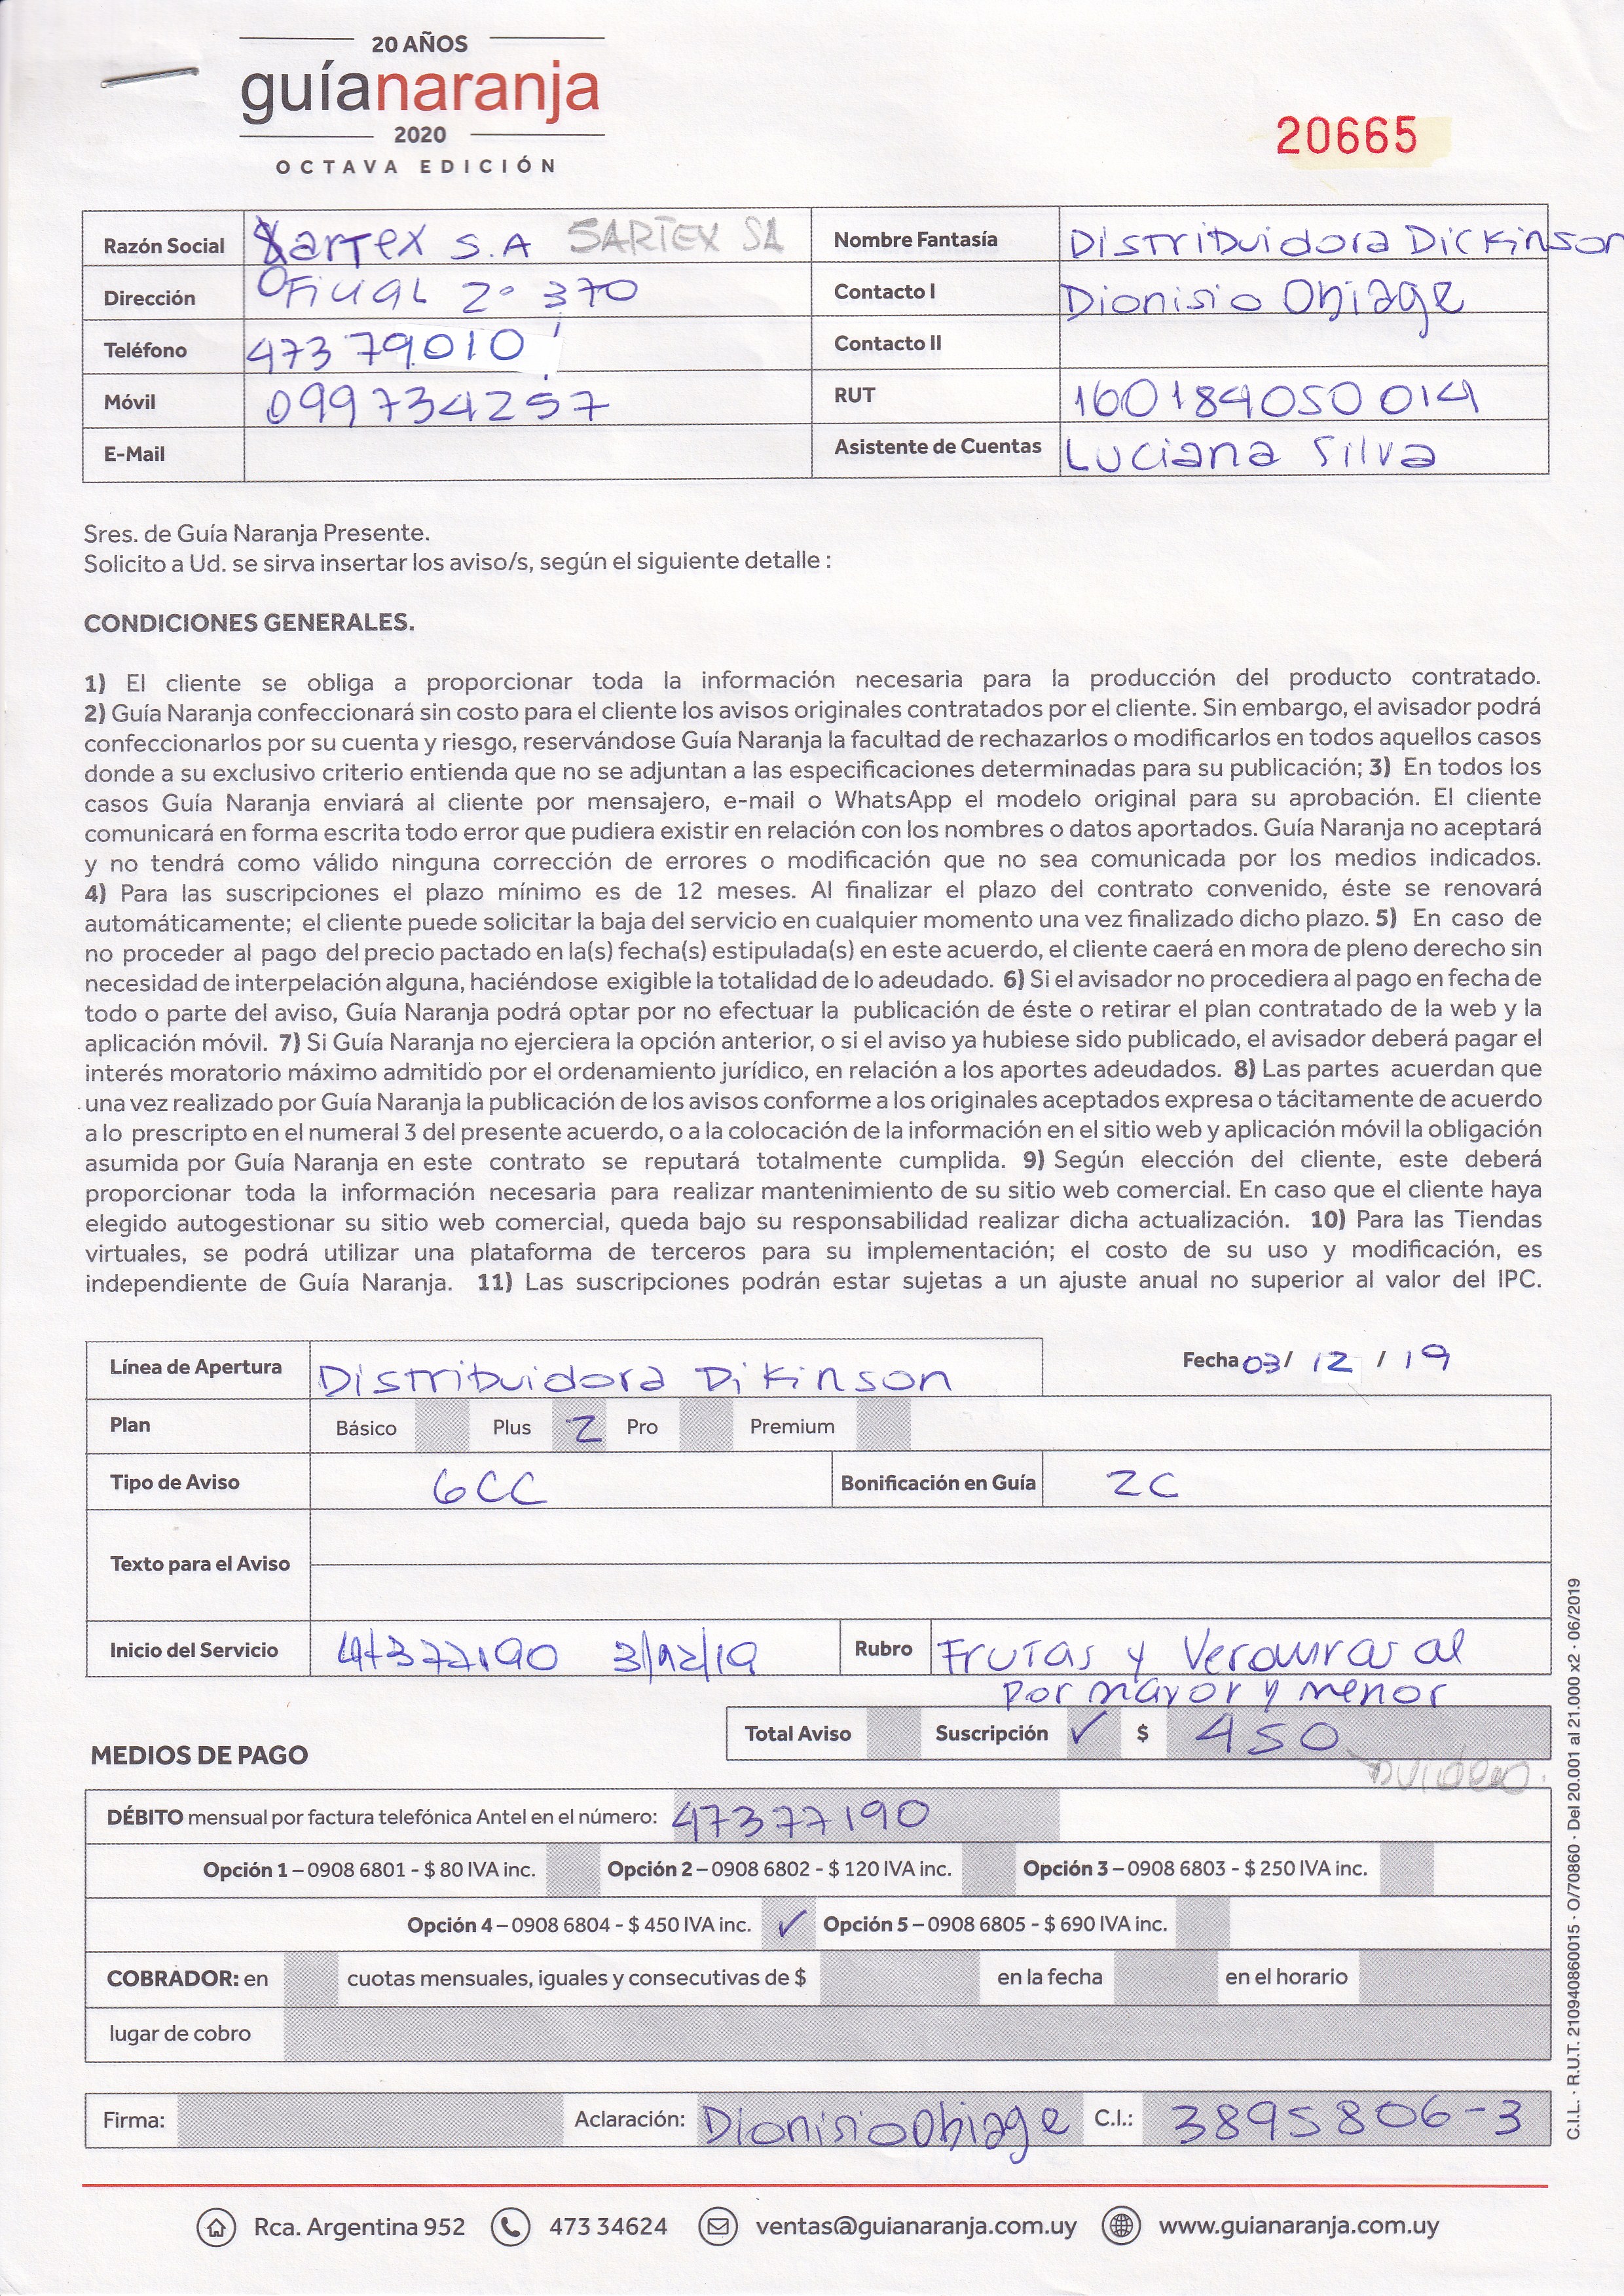 20 AÑOS
guíanaranja
2020
OCTAVA EDICIÓN
20665
Razón Social Sartex S.A SARTEX SA Nombre Fantasía Distribuidora Dickinson
Dirección Oficial 2º 370 Contacto I Dionisio
Teléfono 473 79010 Contacto II
Móvil 099734257 RUT 160184050014
E-Mail Asistente de Cuentas Luciana Silva
Sres. de Guía Naranja Presente.
Solicito a Ud. se sirva insertar los aviso/s, según el siguiente detalle :
CONDICIONES GENERALES.
1) El cliente se obliga a proporcionar toda la información necesaria para la producción del producto contratado.
2) Guía Naranja confeccionará sin costo para el cliente los avisos originales contratados por el cliente. Sin embargo, el avisador podrá
confeccionarlos por su cuenta y riesgo, reservándose Guía Naranja la facultad de rechazarlos o modificarlos en todos aquellos casos
donde a su exclusivo criterio entienda que no se adjuntan a las especificaciones determinadas para su publicación; 3) En todos los
casos Guía Naranja enviará al cliente por mensajero, e-mail o WhatsApp el modelo original para su aprobación. El cliente
comunicará en forma escrita todo error que pudiera existir en relación con los nombres o datos aportados. Guía Naranja no aceptará
y no tendrá como válido ninguna corrección de errores o modificación que no sea comunicada por los medios indicados.
4) Para las suscripciones el plazo mínimo es de 12 meses. Al finalizar el plazo del contrato convenido, éste se renovará
automáticamente; el cliente puede solicitar la baja del servicio en cualquier momento una vez finalizado dicho plazo. 5) En caso de
no proceder al pago del precio pactado en la(s) fecha(s) estipulada(s) en este acuerdo, el cliente caerá en mora de pleno derecho sin
necesidad de interpelación alguna, haciéndose exigible la totalidad de lo adeudado. 6) Si el avisador no procediera al pago en fecha de
todo o parte del aviso, Guía Naranja podrá optar por no efectuar la publicación de éste o retirar el plan contratado de la web y la
aplicación móvil. 7) Si Guía Naranja no ejerciera la opción anterior, o si el aviso ya hubiese sido publicado, el avisador deberá pagar el
interés moratorio máximo admitido por el ordenamiento jurídico, en relación a los aportes adeudados. 8) Las partes acuerdan que
una vez realizado por Guía Naranja la publicación de los avisos conforme a los originales aceptados expresa o tácitamente de acuerdo
a lo prescripto en el numeral 3 del presente acuerdo, o a la colocación de la información en el sitio web y aplicación móvil la obligación
asumida por Guía Naranja en este contrato se reputará totalmente cumplida. 9) Según elección del cliente, este deberá
proporcionar toda la información necesaria para realizar mantenimiento de su sitio web comercial. En caso que el cliente haya
elegido autogestionar su sitio web comercial, queda bajo su responsabilidad realizar dicha actualización. 10) Para las Tiendas
virtuales, se podrá utilizar una plataforma de terceros para su implementación; el costo de su uso y modificación, es
independiente de Guía Naranja. 11) Las suscripciones podrán estar sujetas a un ajuste anual no superior al valor del IPC.
Línea de Apertura Distribuidora Dikinson Fecha 03/ 12 / 19
Plan Básico Plus 2 Pro Premium
Tipo de Aviso 6CC Bonificación en Guía 2C
Texto para el Aviso
Inicio del Servicio 47377190 3/12/19 Rubro Frutas y Verduras al
por mayor y menor
Total Aviso Suscripción ✓ $ 450
MEDIOS DE PAGO
DÉBITO mensual por factura telefónica Antel en el número: 47377190
Opción 1 – 0908 6801 - $ 80 IVA inc. Opción 2 – 0908 6802 - $ 120 IVA inc. Opción 3 – 0908 6803 - $ 250 IVA inc.
Opción 4 – 0908 6804 - $ 450 IVA inc. ✓ Opción 5 – 0908 6805 - $ 690 IVA inc.
COBRADOR: en cuotas mensuales, iguales y consecutivas de $ en la fecha en el horario
lugar de cobro
Firma: Aclaración: Dionisio C.I.: 3895806-3
Rca. Argentina 952 473 34624 ventas@guianaranja.com.uy www.guianaranja.com.uy
C.I.L. · R.U.T. 210940860015 · O/70860 · Del 20.001 al 21.000 x2 · 06/2019